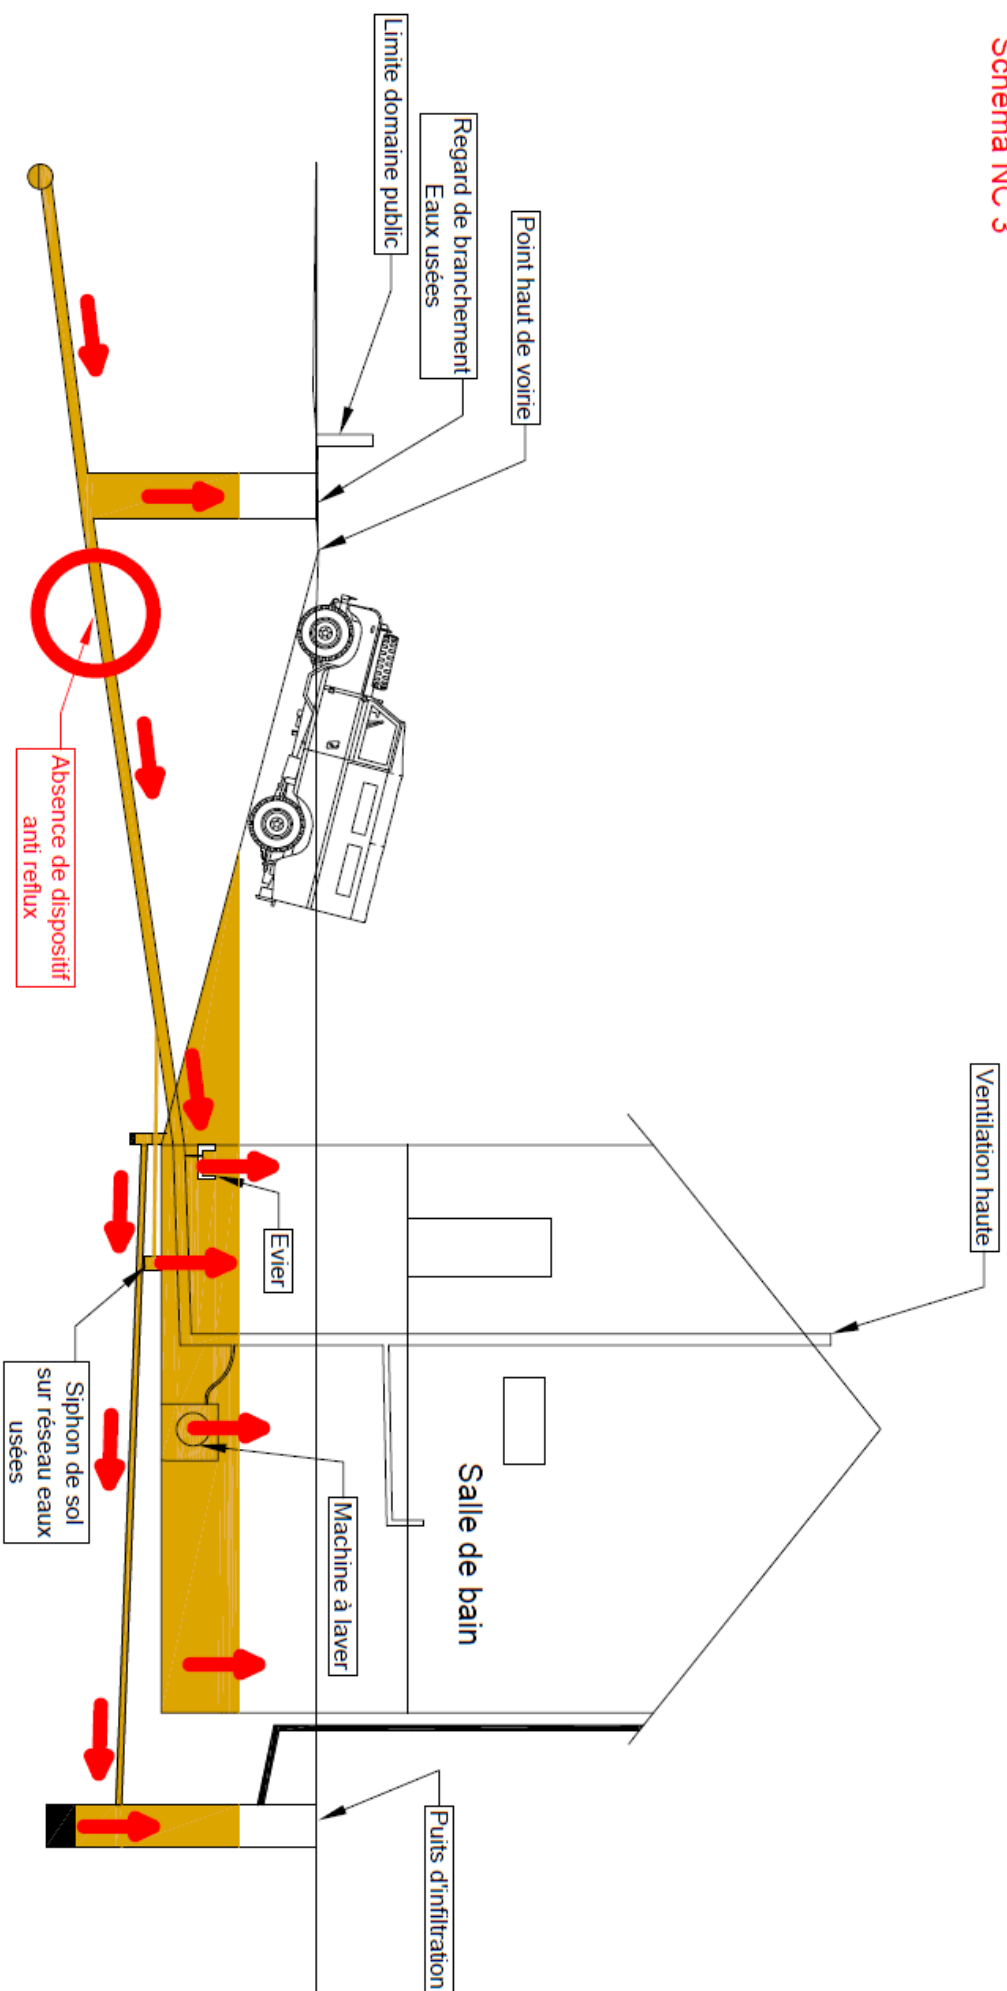 Schéma NC 3
Ventilation haute
Point haut de voirie
Regard de branchement
Eaux usées
Limite domaine public
Salle de bain
Evier
Machine à laver
Puits d'infiltration
Absence de dispositif
anti reflux
Siphon de sol
sur réseau eaux
usées